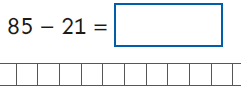 85 − 21 =